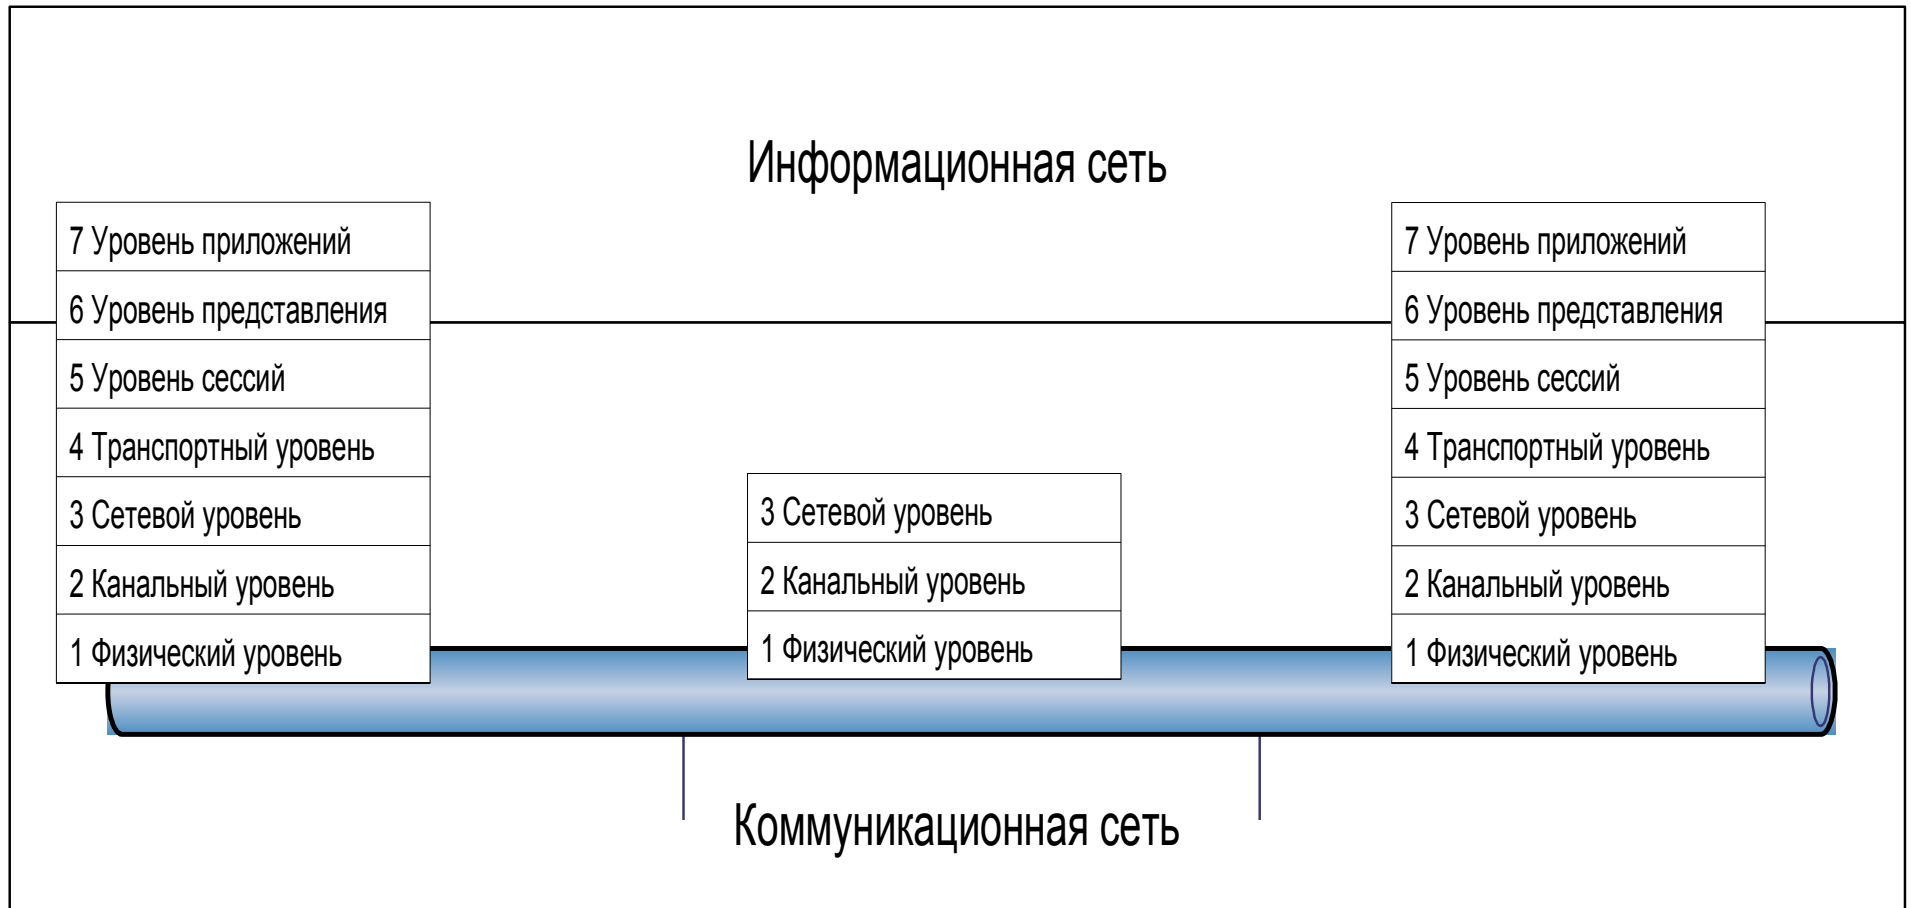 Информационная сеть
7 Уровень приложений
6 Уровень представления
5 Уровень сессий
4 Транспортный уровень
3 Сетевой уровень
2 Канальный уровень
1 Физический уровень
3 Сетевой уровень
2 Канальный уровень
1 Физический уровень
7 Уровень приложений
6 Уровень представления
5 Уровень сессий
4 Транспортный уровень
3 Сетевой уровень
2 Канальный уровень
1 Физический уровень
Коммуникационная сеть